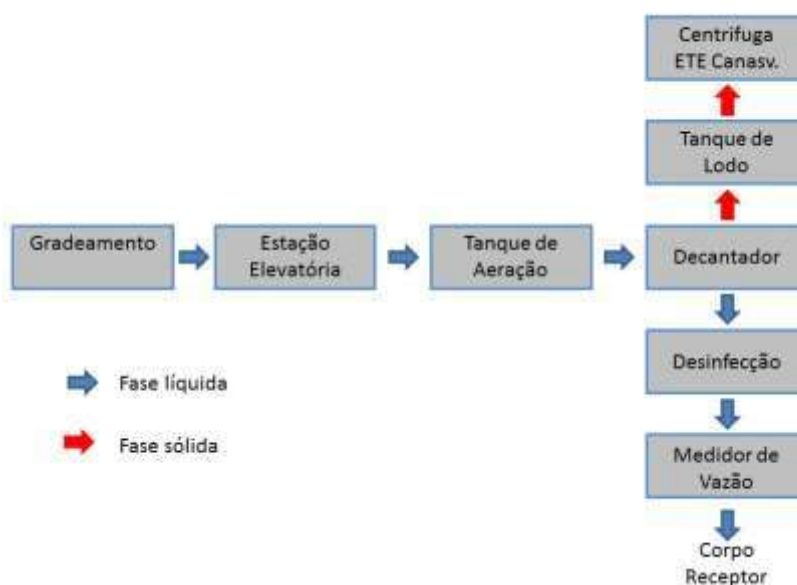 Centrifuga
ETE Canasv.
Tanque de
Lodo
Gradeamento
Estação
Elevatória
Tanque de
Aeração
Decantador
Desinfecção
Fase líquida
Fase sólida
Medidor de
Vazão
Corpo
Receptor